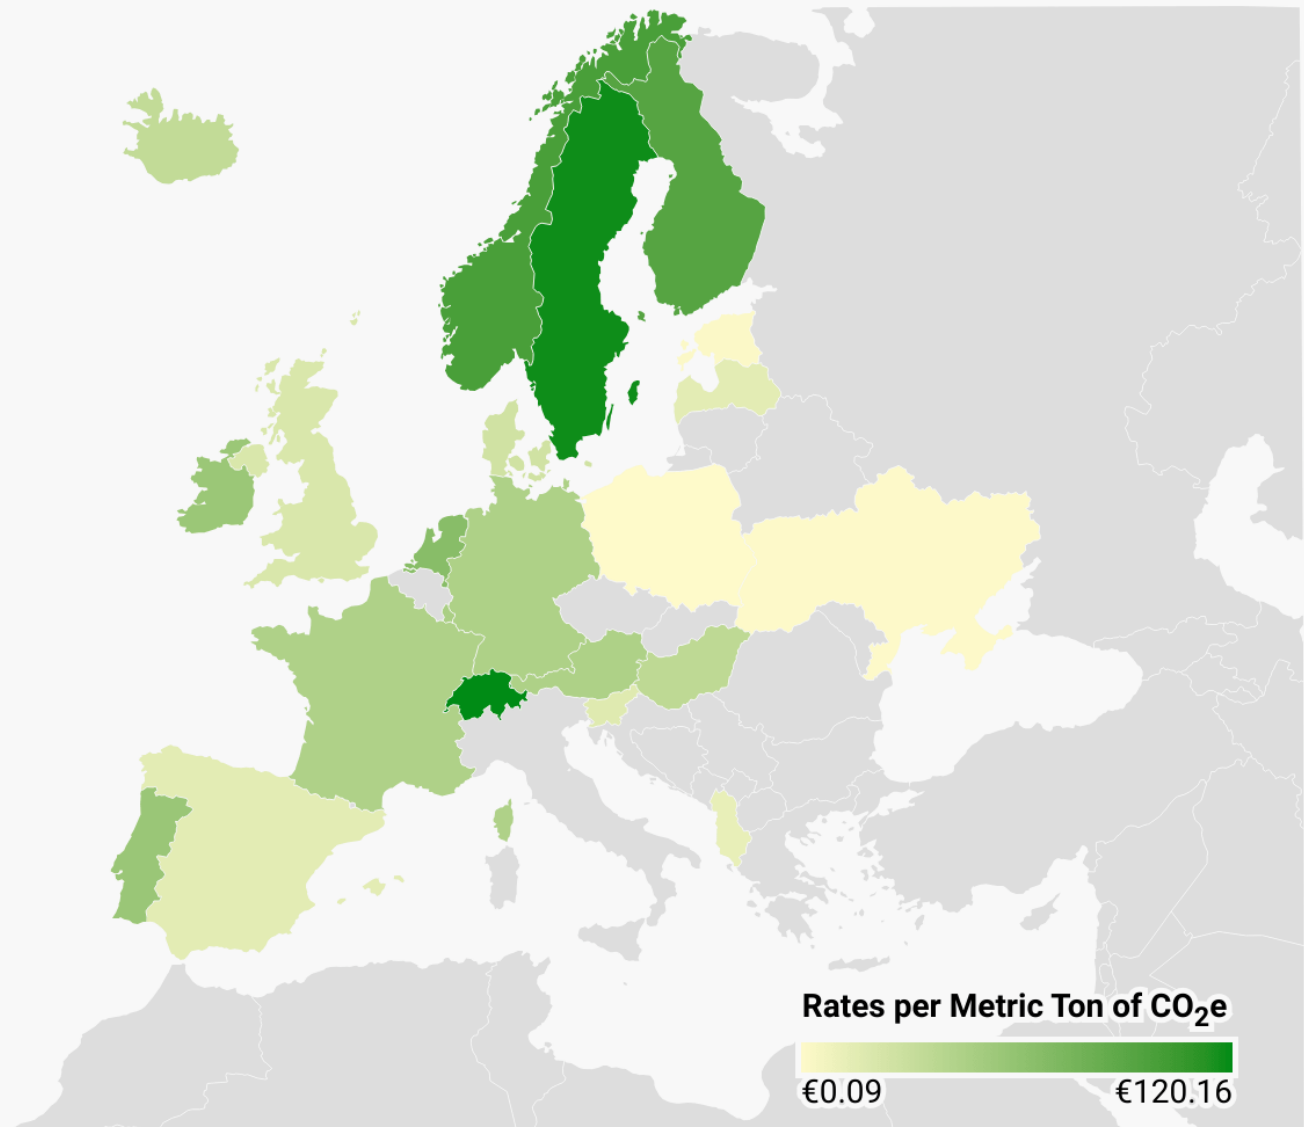 Rates per Metric Ton of CO₂e
€0.09 €120.16